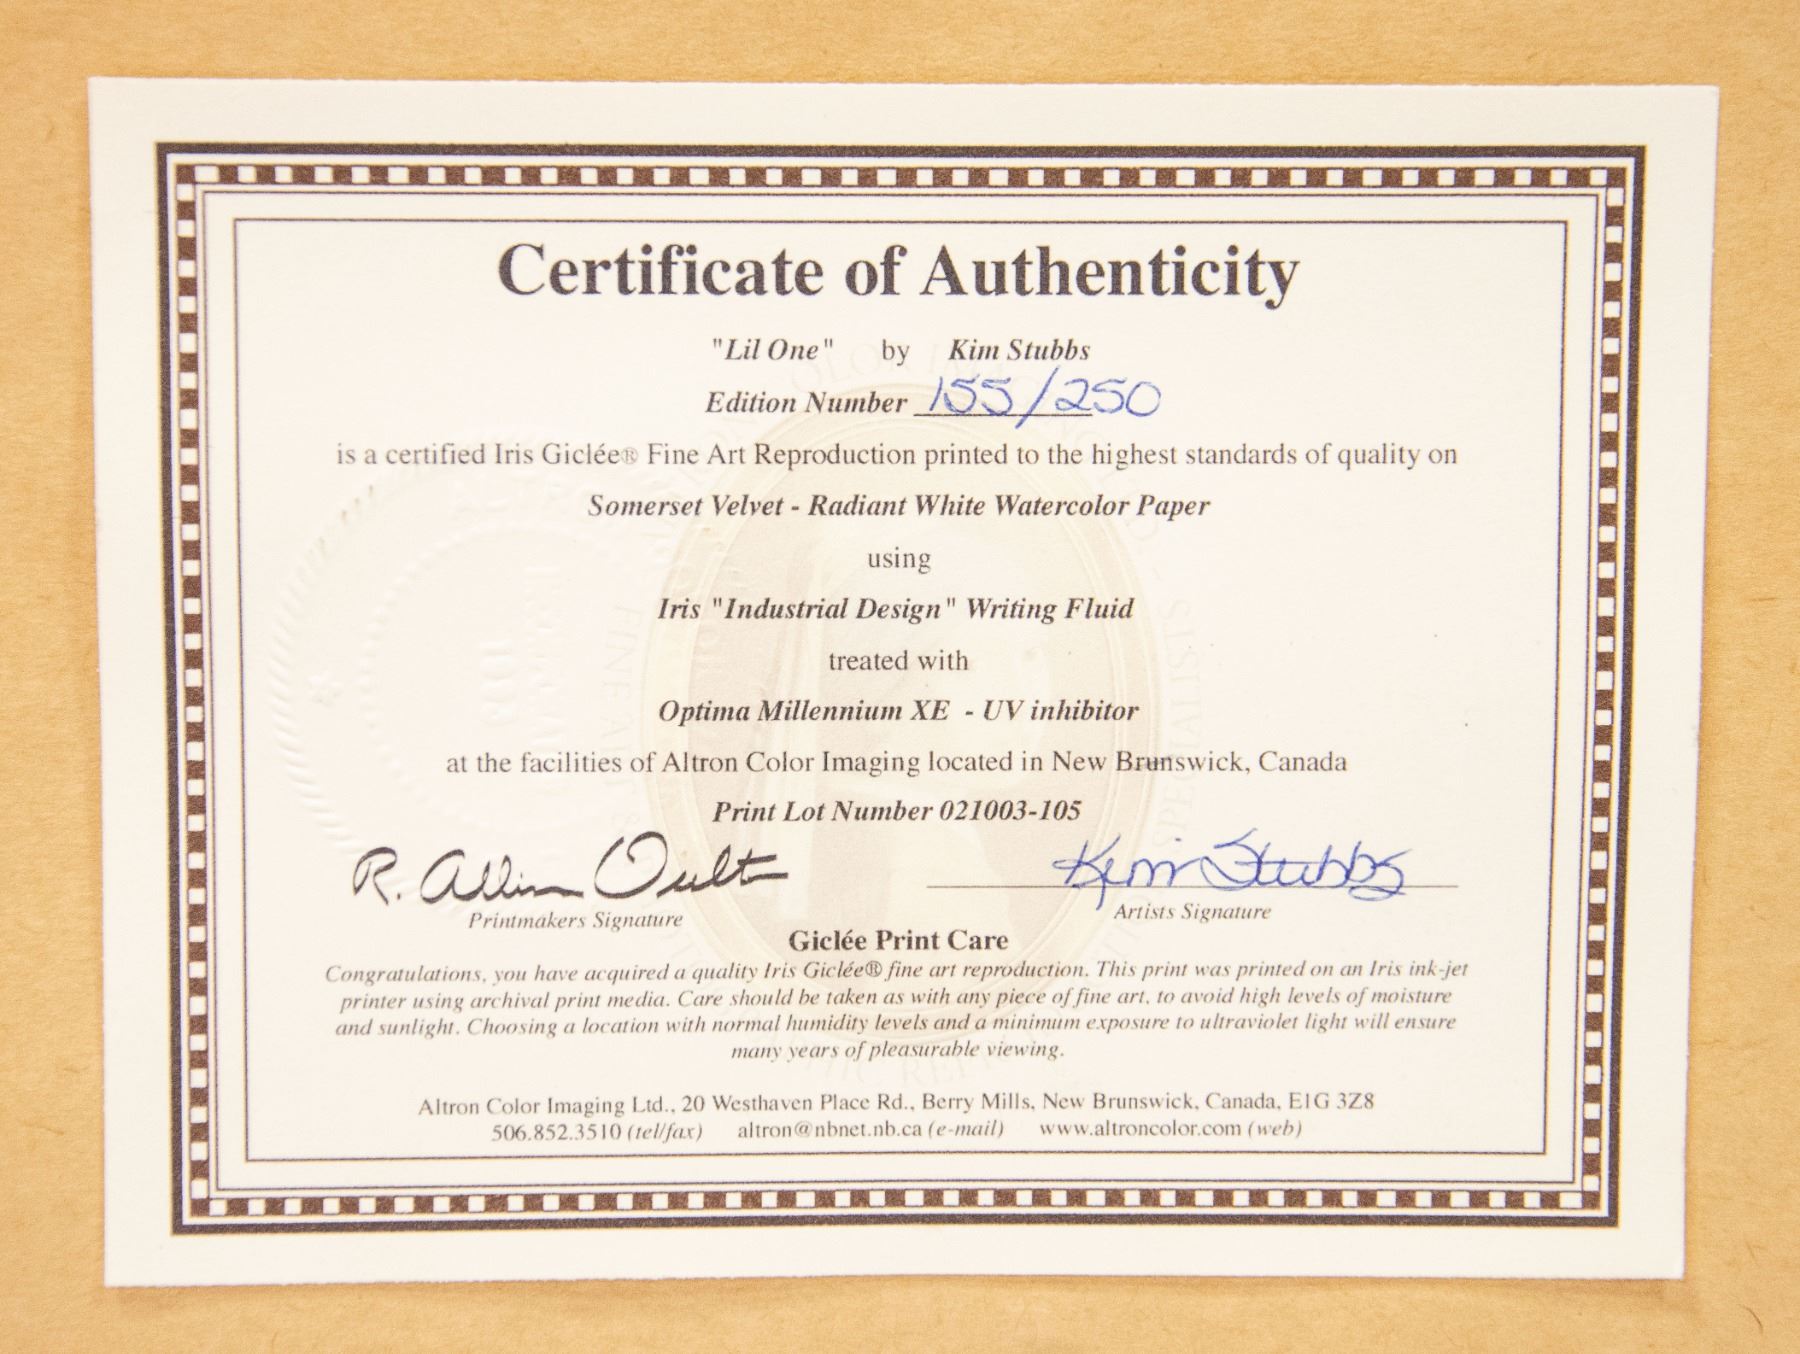 Certificate of Authenticity
"Lil One" by Kim Stubbs
Edition Number 155/250
is a certified Iris Giclée® Fine Art Reproduction printed to the highest standards of quality on
Somerset Velvet - Radiant White Watercolor Paper
using
Iris "Industrial Design" Writing Fluid
treated with
Optima Millennium XE - UV inhibitor
at the facilities of Altron Color Imaging located in New Brunswick, Canada
Print Lot Number 021003-105
R. Allison Oult Kim Stubbs
Printmakers Signature Artists Signature
Giclée Print Care
Congratulations, you have acquired a quality Iris Giclée® fine art reproduction. This print was printed on an Iris ink-jet
printer using archival print media. Care should be taken as with any piece of fine art, to avoid high levels of moisture
and sunlight. Choosing a location with normal humidity levels and a minimum exposure to ultraviolet light will ensure
many years of pleasurable viewing.
Altron Color Imaging Ltd., 20 Westhaven Place Rd., Berry Mills, New Brunswick, Canada, E1G 3Z8
506.852.3510 (tel/fax) altron@nbnet.nb.ca (e-mail) www.altroncolor.com (web)